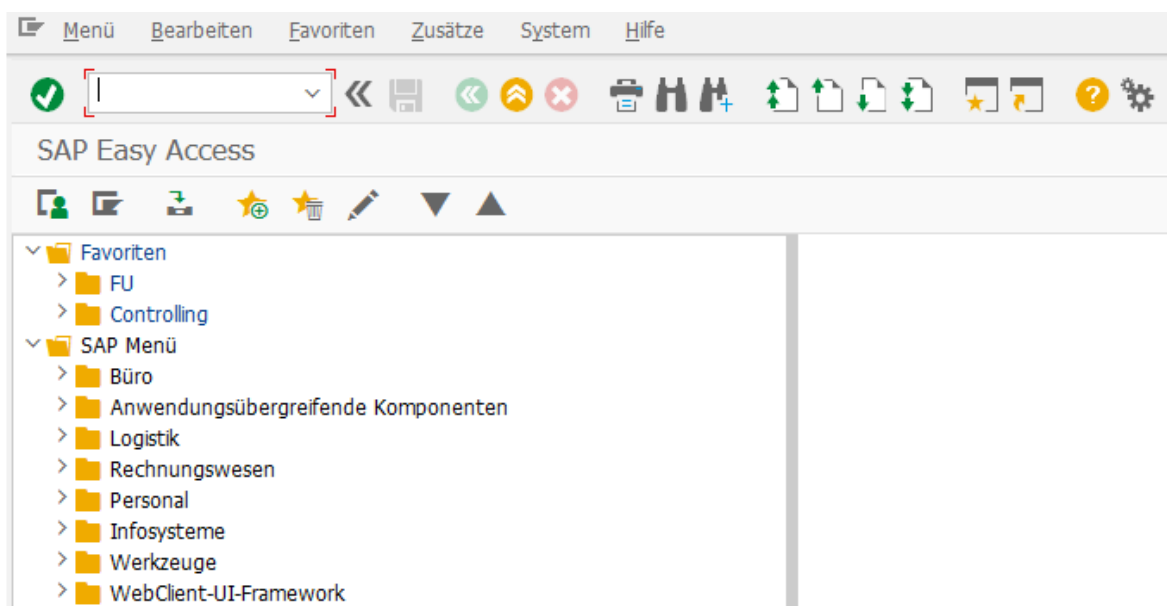 Menü Bearbeiten Favoriten Zusätze System Hilfe
SAP Easy Access
Favoriten
FU
Controlling
SAP Menü
Büro
Anwendungsübergreifende Komponenten
Logistik
Rechnungswesen
Personal
Infosysteme
Werkzeuge
WebClient-UI-Framework